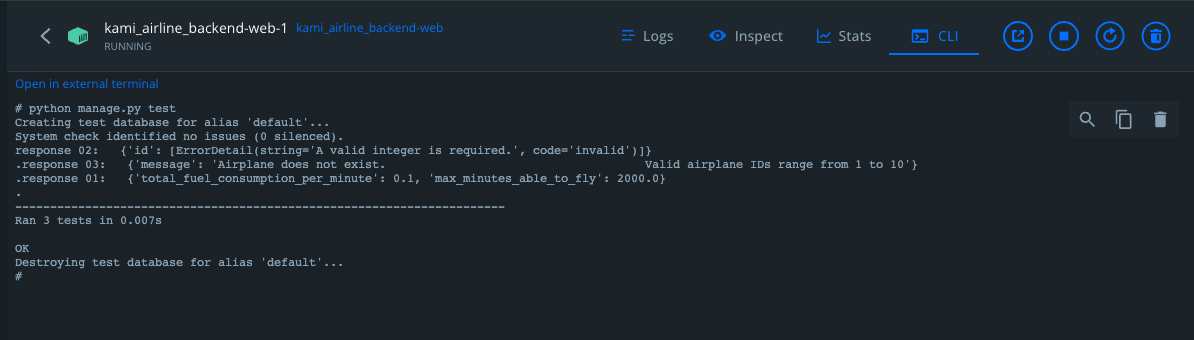 kami_airline_backend-web-1 kami_airline_backend-web
RUNNING
Logs Inspect Stats CLI
Open in external terminal
# python manage.py test
Creating test database for alias 'default'...
System check identified no issues (0 silenced).
response 02:   {'id': [ErrorDetail(string='A valid integer is required.', code='invalid')]}
.response 03:   {'message': 'Airplane does not exist.                                     Valid airplane IDs range from 1 to 10'}
.response 01:   {'total_fuel_consumption_per_minute': 0.1, 'max_minutes_able_to_fly': 2000.0}
.
----------------------------------------------------------------------
Ran 3 tests in 0.007s
OK
Destroying test database for alias 'default'...
#